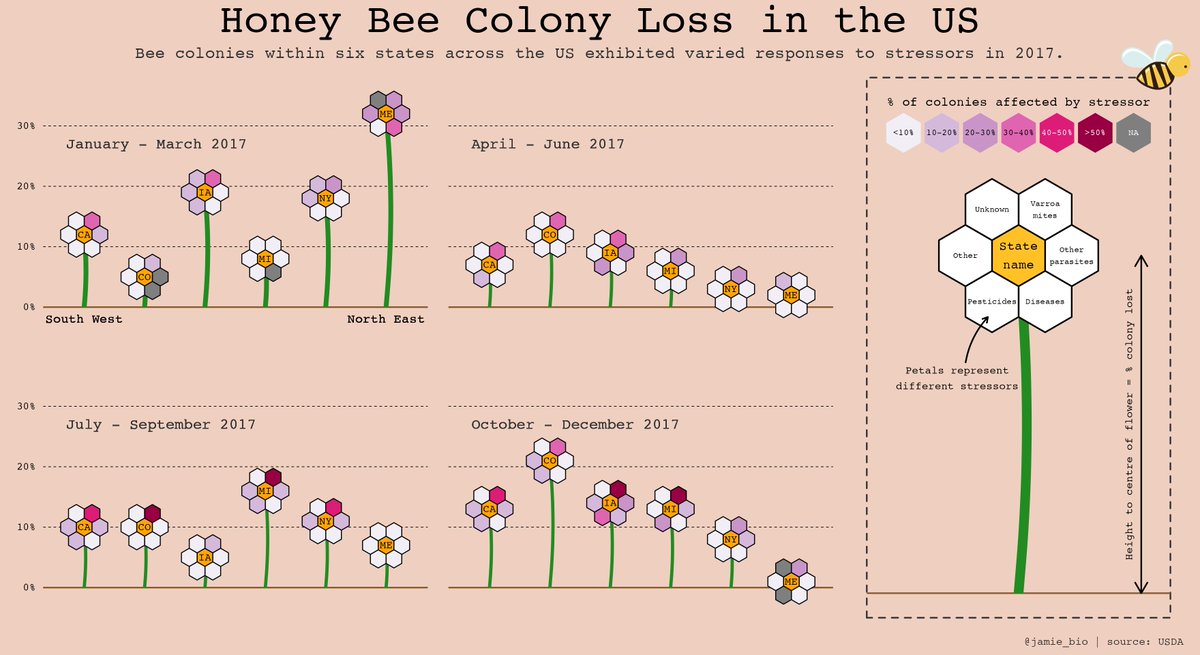 Honey Bee Colony Loss in the US
Bee colonies within six states across the US exhibited varied responses to stressors in 2017.
30%
20%
10%
0%
January – March 2017
CA
CO
IA
MI
NY
ME
South West
North East
April – June 2017
CA
CO
IA
MI
NY
ME
30%
20%
10%
0%
July – September 2017
CA
CO
IA
MI
NY
ME
October – December 2017
CA
CO
IA
MI
NY
ME
% of colonies affected by stressor
<10%
10–20%
20–30%
30–40%
40–50%
>50%
NA
Unknown
Varroa
mites
Other
State
name
Other
parasites
Pesticides
Diseases
Petals represent
different stressors
Height to centre of flower = % colony lost
@jamie_bio | source: USDA